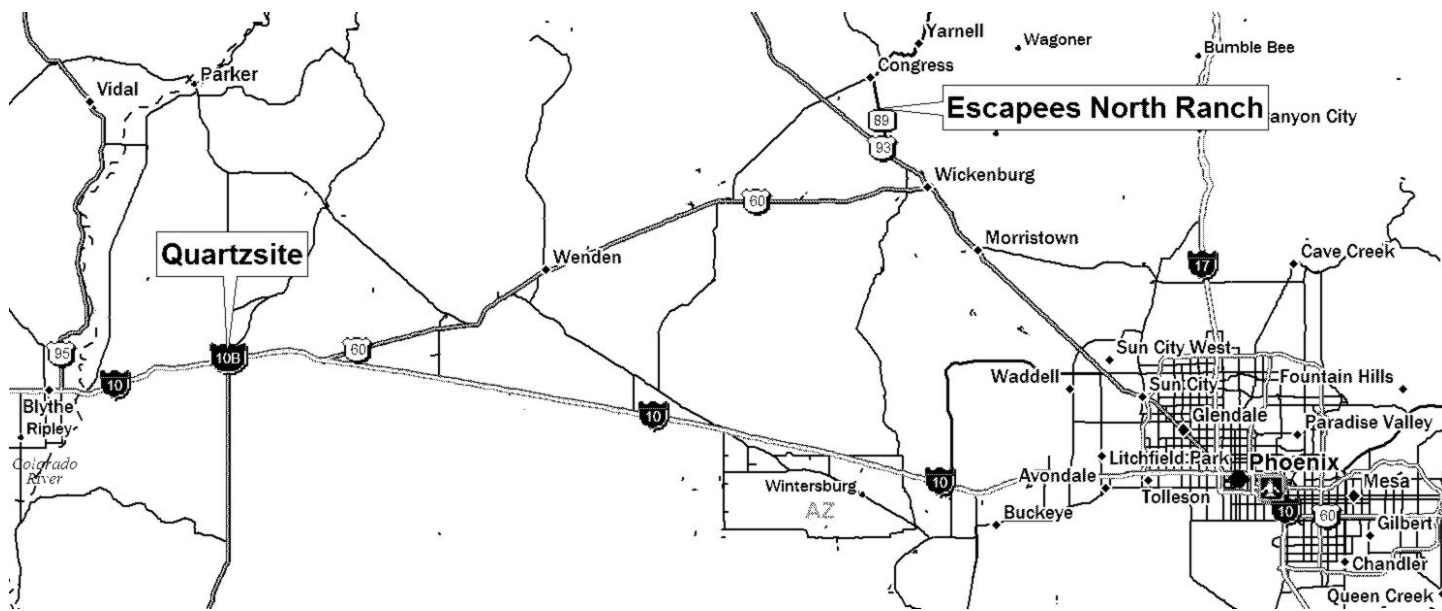 Yarnell
Wagoner
Bumble Bee
Congress
Parker
Vidal
Escapees North Ranch
anyon City
89
93
Wickenburg
60
Quartzsite
Wenden
Morristown
17
Cave Creek
95
10B
60
10
Sun City West
Waddell
Sun City
Fountain Hills
Blythe
Ripley
10
Glendale
Paradise Valley
Colorado
River
Litchfield Park
Phoenix
10
Avondale
Wintersburg
Tolleson
Mesa
AZ
Buckeye
10
60
Gilbert
Chandler
Queen Creek